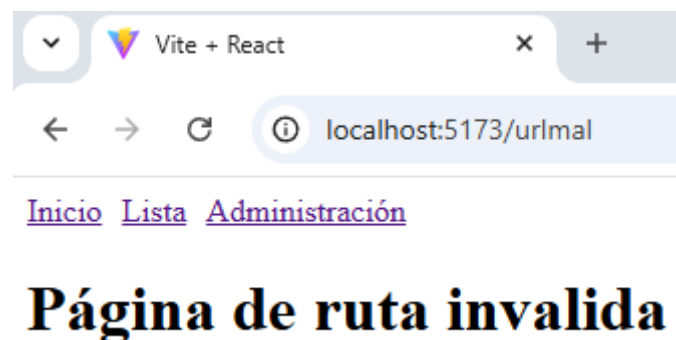 Vite + React
localhost:5173/urlmal
Inicio Lista Administración
Página de ruta invalida